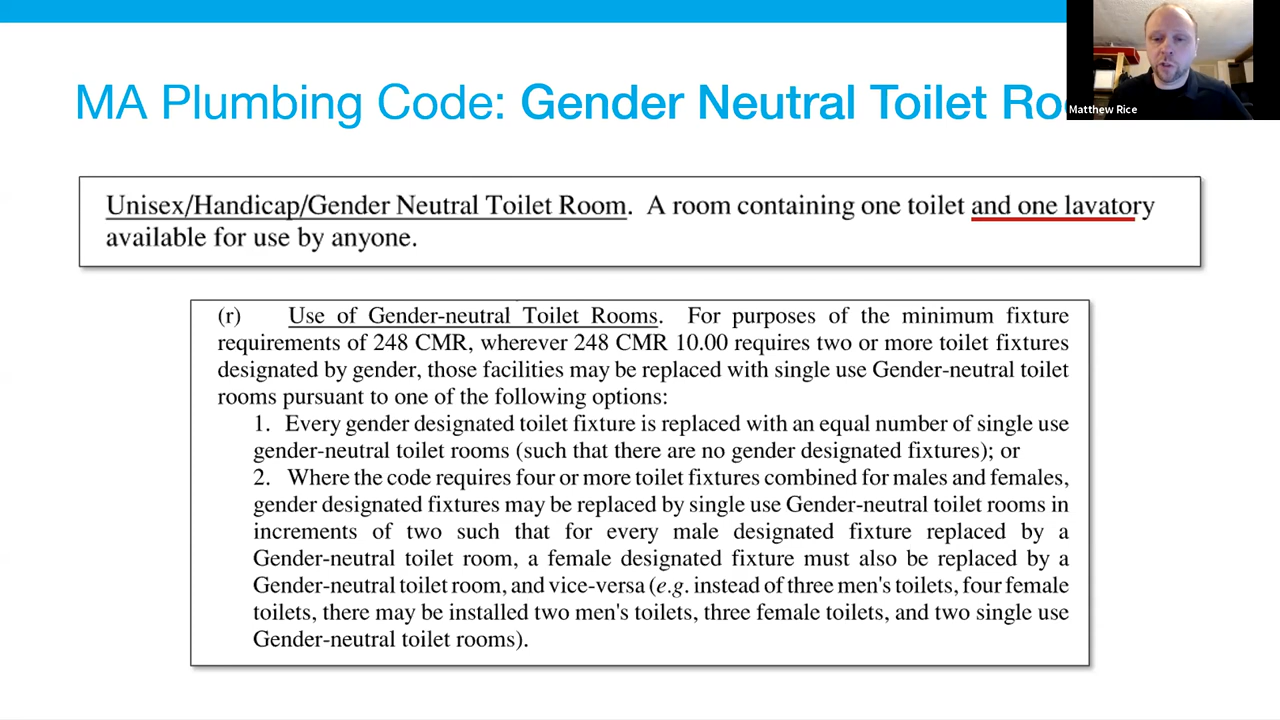 MA Plumbing Code: Gender Neutral Toilet
Matthew Rice
Unisex/Handicap/Gender Neutral Toilet Room. A room containing one toilet and one lavatory
available for use by anyone.
(r) Use of Gender-neutral Toilet Rooms. For purposes of the minimum fixture
requirements of 248 CMR, wherever 248 CMR 10.00 requires two or more toilet fixtures
designated by gender, those facilities may be replaced with single use Gender-neutral toilet
rooms pursuant to one of the following options:
1. Every gender designated toilet fixture is replaced with an equal number of single use
gender-neutral toilet rooms (such that there are no gender designated fixtures); or
2. Where the code requires four or more toilet fixtures combined for males and females,
gender designated fixtures may be replaced by single use Gender-neutral toilet rooms in
increments of two such that for every male designated fixture replaced by a
Gender-neutral toilet room, a female designated fixture must also be replaced by a
Gender-neutral toilet room, and vice-versa (e.g. instead of three men's toilets, four female
toilets, there may be installed two men's toilets, three female toilets, and two single use
Gender-neutral toilet rooms).